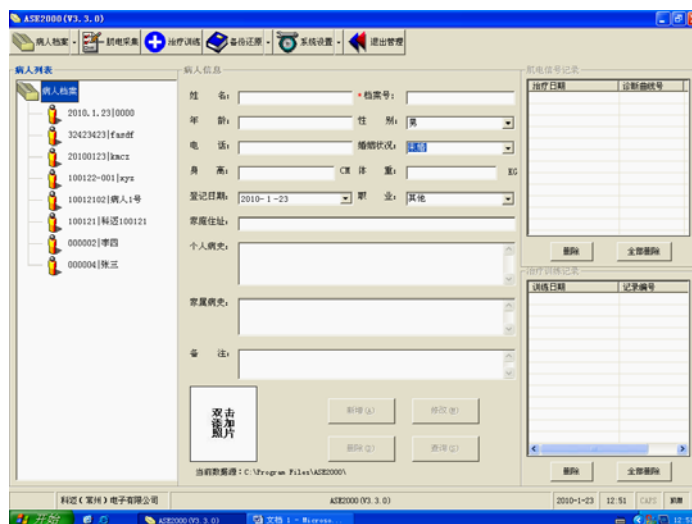 ASE2000(V3.3.0)
病人档案 肌电采集 治疗训练 备份还原 系统设置 退出管理
病人列表
病人档案
2010.1.23|0000
32423423|fasdf
20100123|kmcz
100122-001|xyz
10012102|病人1号
100121|科迈100121
000002|李四
000004|张三
病人信息
姓 名: *档案号:
年 龄: 性 别: 男
电 话: 婚姻状况: 未婚
身 高: CM 体 重: KG
登记日期: 2010- 1 -23 职 业: 其他
家庭住址:
个人病史:
家属病史:
备 注:
双击
添加
照片
新增(A) 修改(M)
删除(D) 查询(S)
当前数据源:C:\Program Files\ASE2000\
肌电信号记录
治疗日期 诊断曲线号
删除 全部删除
治疗训练记录
训练日期 记录编号
删除 全部删除
科迈(常州)电子有限公司 ASE2000(V3.3.0) 2010-1-23 12:51 CAPS NUM
开始 ASE2000(V3.3.0) 文档 1 - Microso... 12:51